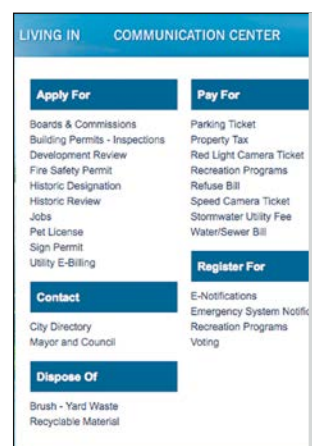 LIVING IN COMMUNICATION CENTER
Apply For
Boards & Commissions
Building Permits - Inspections
Development Review
Fire Safety Permit
Historic Designation
Historic Review
Jobs
Pet License
Sign Permit
Utility E-Billing
Contact
City Directory
Mayor and Council
Dispose Of
Brush - Yard Waste
Recyclable Material
Pay For
Parking Ticket
Property Tax
Red Light Camera Ticket
Recreation Programs
Refuse Bill
Speed Camera Ticket
Stormwater Utility Fee
Water/Sewer Bill
Register For
E-Notifications
Emergency System Notific
Recreation Programs
Voting